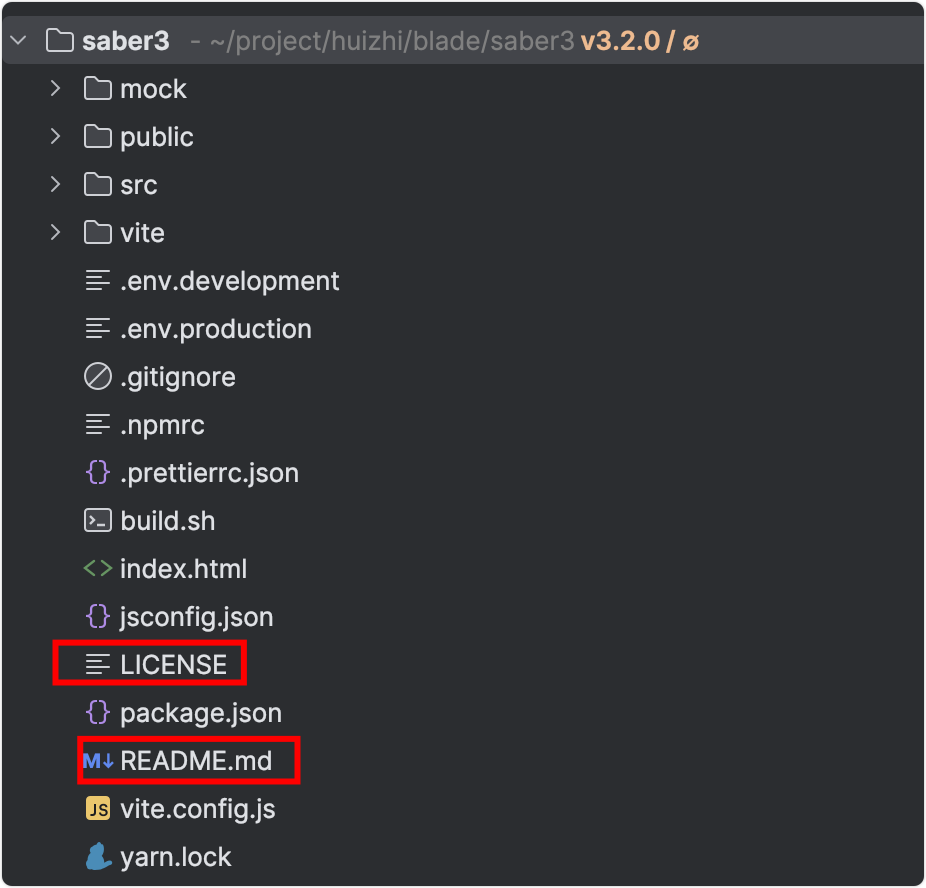 saber3 - ~/project/huizhi/blade/saber3 v3.2.0 / ø
mock
public
src
vite
.env.development
.env.production
.gitignore
.npmrc
.prettierrc.json
build.sh
index.html
jsconfig.json
LICENSE
package.json
M↓ README.md
JS vite.config.js
yarn.lock